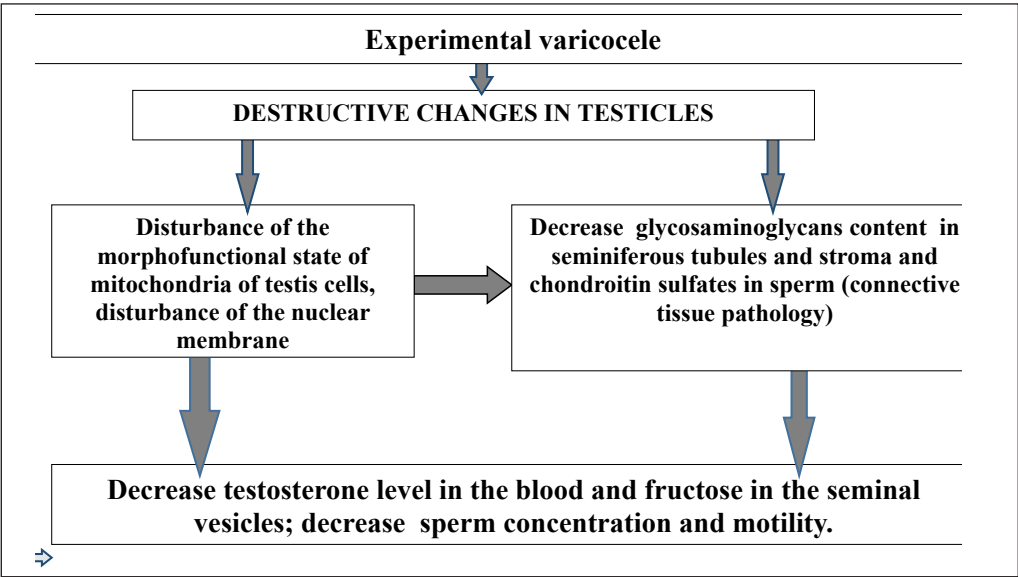 Experimental varicocele
DESTRUCTIVE CHANGES IN TESTICLES
Disturbance of the
morphofunctional state of
mitochondria of testis cells,
disturbance of the nuclear
membrane
Decrease glycosaminoglycans content in
seminiferous tubules and stroma and
chondroitin sulfates in sperm (connective
tissue pathology)
Decrease testosterone level in the blood and fructose in the seminal
vesicles; decrease sperm concentration and motility.